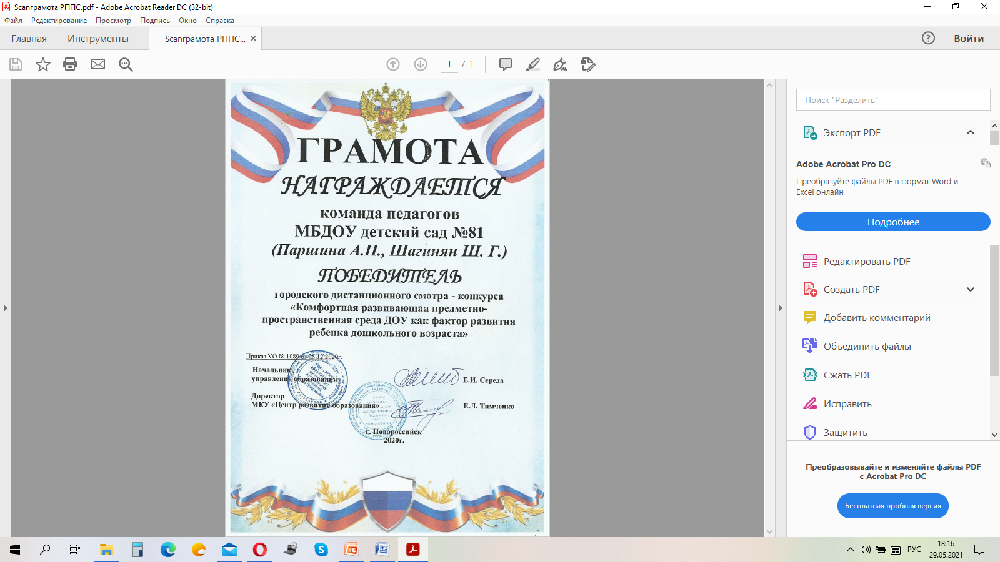 Scanграмота РППС.pdf - Adobe Acrobat Reader DC (32-bit)
Файл Редактирование Просмотр Подпись Окно Справка
Главная Инструменты Scanграмота РППС... × Войти
1 / 1
ГРАМОТА
НАГРАЖДАЕТСЯ
команда педагогов
МБДОУ детский сад №81
(Паршина А.П., Шагинян Ш. Г.)
ПОБЕДИТЕЛЬ
городского дистанционного смотра - конкурса
«Комфортная развивающая предметно-
пространственная среда ДОУ как фактор развития
ребенка дошкольного возраста»
Приказ УО № 1089 от 25.12.2020г.
Начальник
управления образования
Е.И. Середа
Директор
МКУ «Центр развития образования»
Е.Л. Тимченко
г. Новороссийск
2020г.
Поиск "Разделить"
Экспорт PDF
Adobe Acrobat Pro DC
Преобразуйте файлы PDF в формат Word и
Excel онлайн
Подробнее
Редактировать PDF
Создать PDF
Добавить комментарий
Объединить файлы
Сжать PDF
Исправить
Защитить
Преобразовывайте и изменяйте файлы PDF
с Acrobat Pro DC
Бесплатная пробная версия
РУС
18:16
29.05.2021